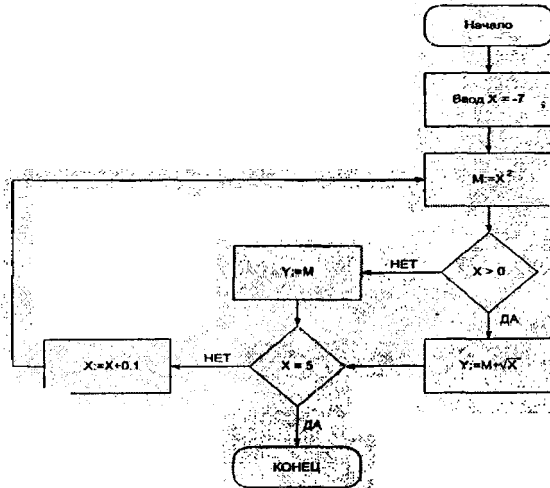 Начало
Ввод X = -7
M:=X²
X > 0
НЕТ
ДА
Y:=M
Y:=M+√X
X = 5
НЕТ
ДА
X:=X+0.1
КОНЕЦ